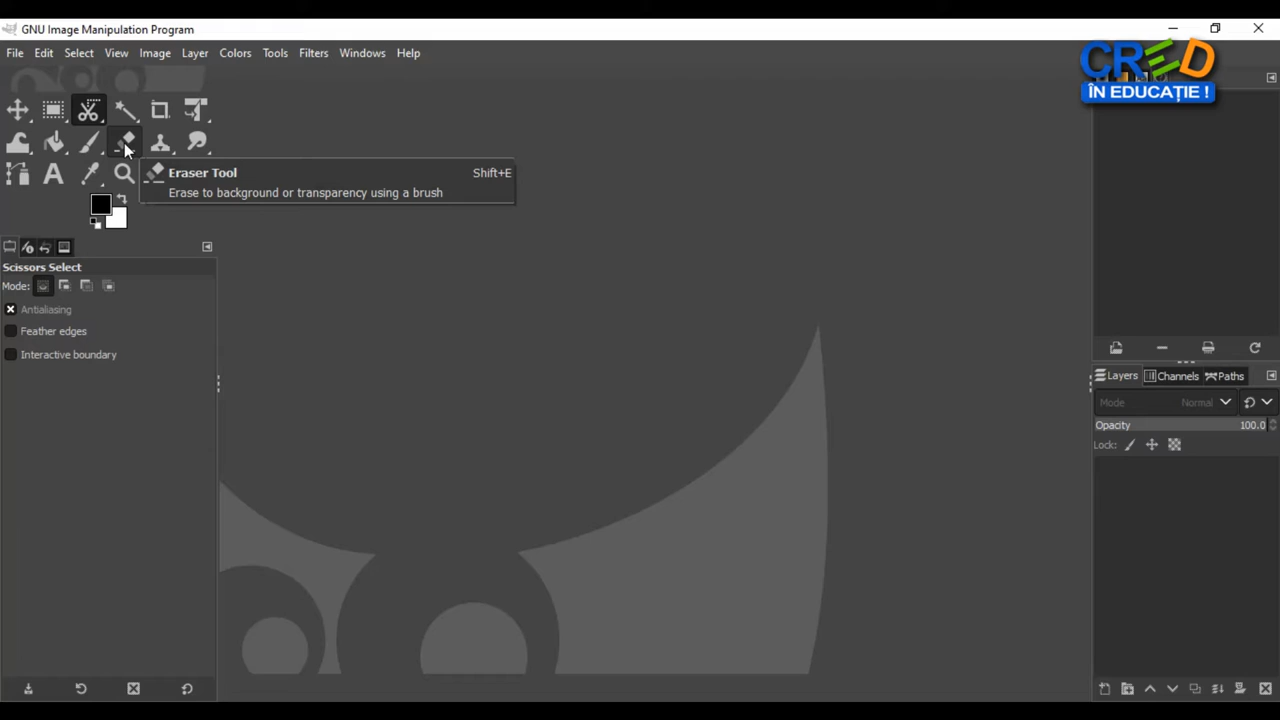 GNU Image Manipulation Program
CRED
ÎN EDUCAȚIE !
File Edit Select View Image Layer Colors Tools Filters Windows Help
Eraser Tool Shift+E
Erase to background or transparency using a brush
Scissors Select
Mode:
Antialiasing
Feather edges
Interactive boundary
Layers Channels Paths
Mode Normal
Opacity 100.0
Lock: